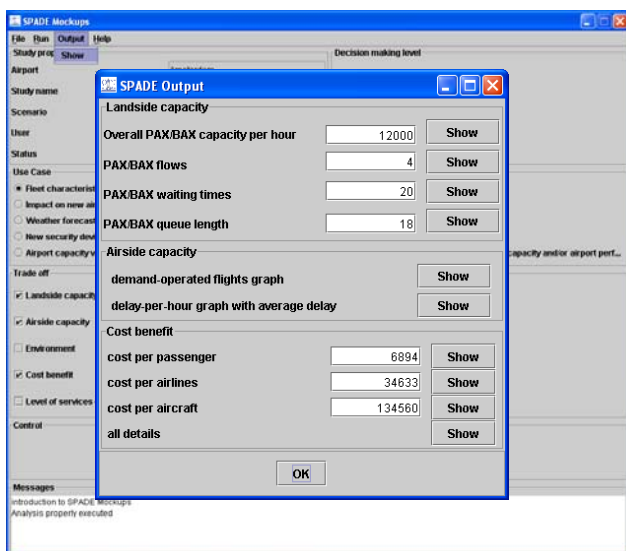 SPADE Mockups
File Run Output Help
Show
Study prop
Decision making level
Airport
Study name
Scenario
User
Status
Use Case
Fleet characterist
Impact on new air
Weather forecast
New security devi
Airport capacity v
capacity and/or airport perf...
Trade off
Landside capacity
Airside capacity
Environment
Cost benefit
Level of services
Control
Messages
Introduction to SPADE Mockups
Analysis properly executed
SPADE Output
Landside capacity
Overall PAX/BAX capacity per hour 12000 Show
PAX/BAX flows 4 Show
PAX/BAX waiting times 20 Show
PAX/BAX queue length 18 Show
Airside capacity
demand-operated flights graph Show
delay-per-hour graph with average delay Show
Cost benefit
cost per passenger 6894 Show
cost per airlines 34633 Show
cost per aircraft 134560 Show
all details Show
OK